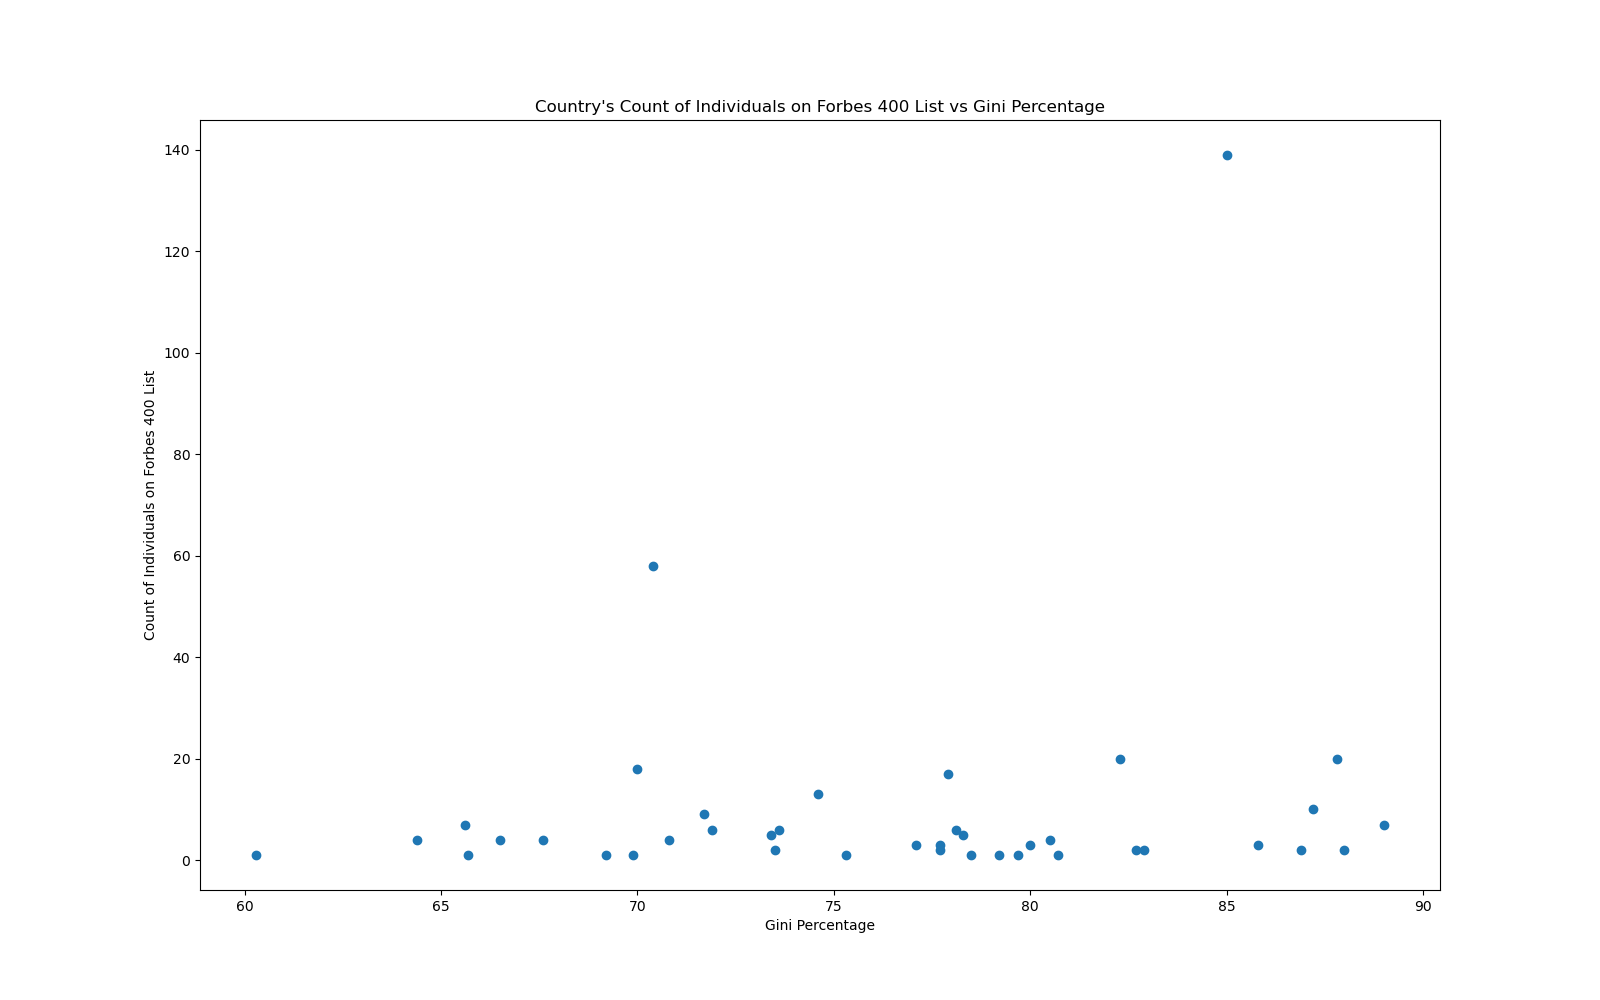 Country's Count of Individuals on Forbes 400 List vs Gini Percentage
140
120
100
80
60
40
20
0
Count of Individuals on Forbes 400 List
60 65 70 75 80 85 90
Gini Percentage